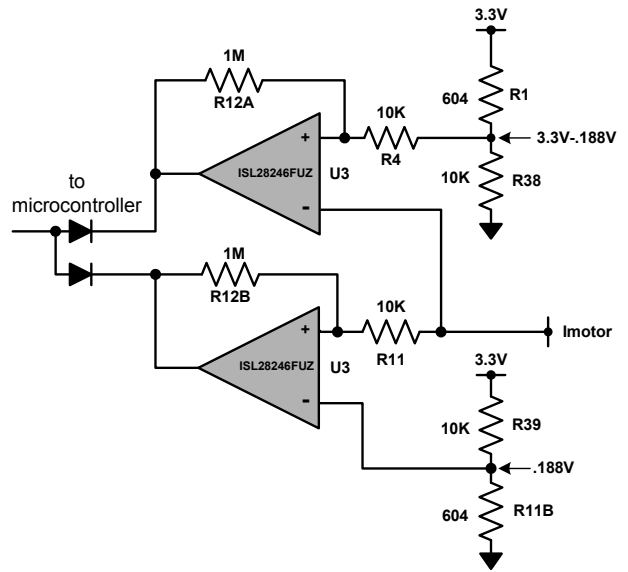 3.3V
1M
R12A
604
R1
10K
+
R4
3.3V-.188V
ISL28246FUZ
U3
10K
R38
to
microcontroller
-
1M
R12B
10K
+
R11
Imotor
ISL28246FUZ
U3
3.3V
-
10K
R39
.188V
604
R11B